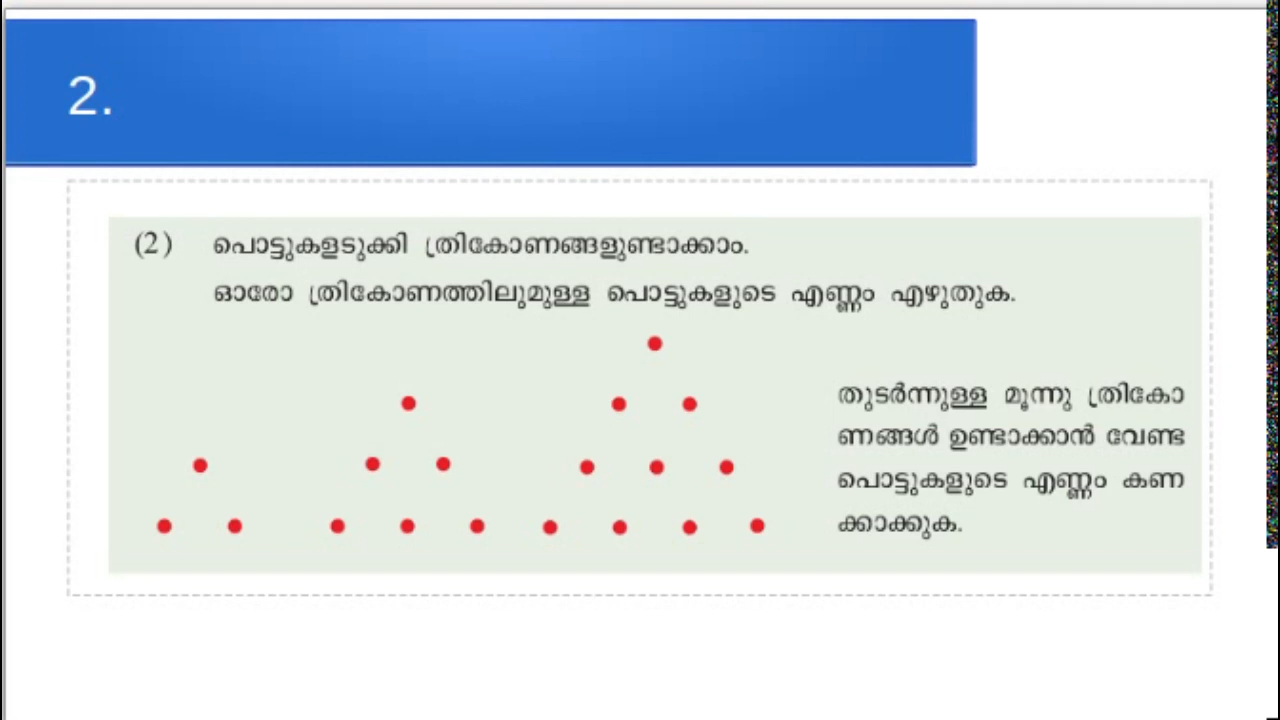 2.
(2) പൊട്ടുകളടുക്കി ത്രികോണങ്ങളുണ്ടാക്കാം.
ഓരോ ത്രികോണത്തിലുമുള്ള പൊട്ടുകളുടെ എണ്ണം എഴുതുക.
തുടർന്നുള്ള മൂന്നു ത്രികോ
ണങ്ങൾ ഉണ്ടാക്കാൻ വേണ്ട
പൊട്ടുകളുടെ എണ്ണം കണ
ക്കാക്കുക.